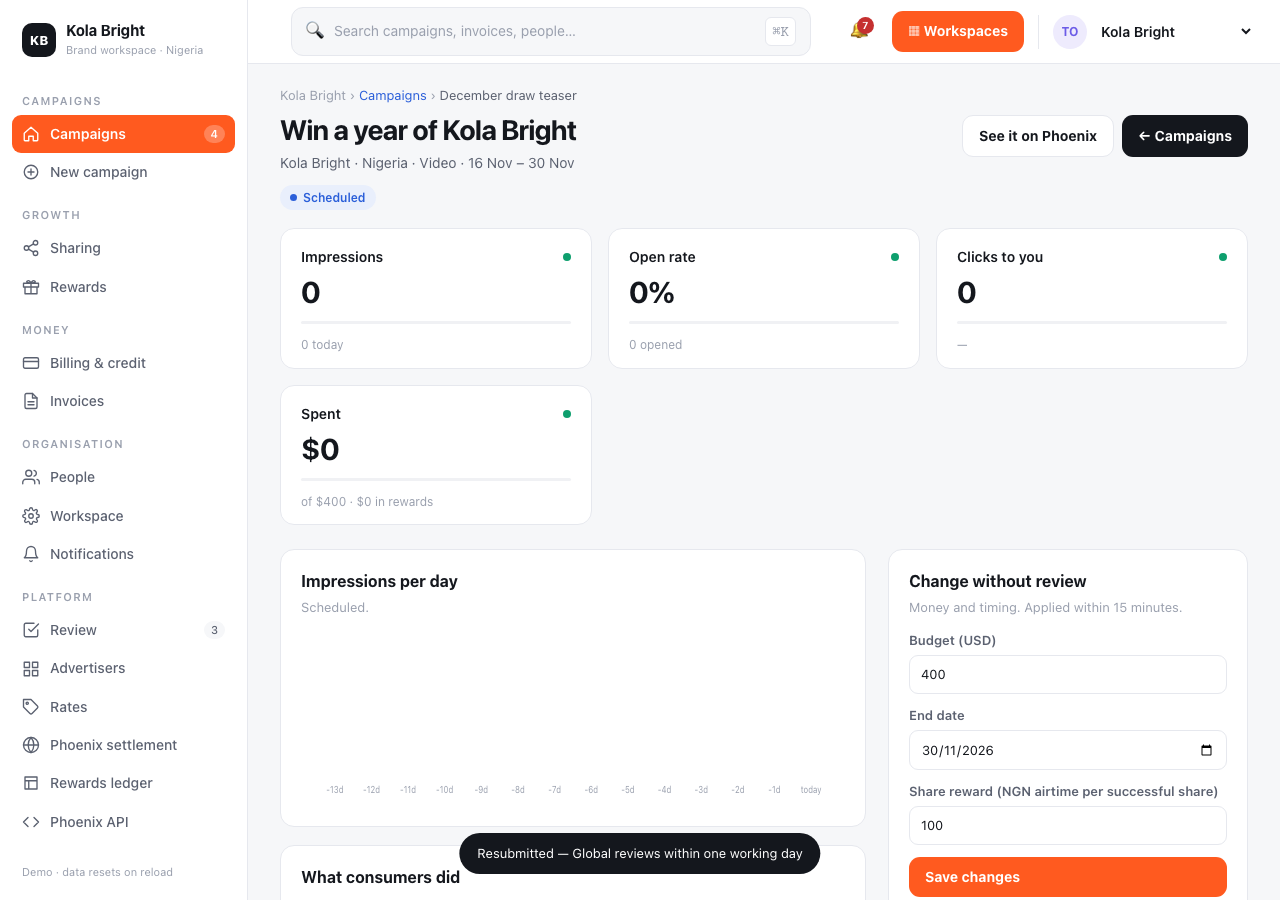 KB
Kola Bright
Brand workspace · Nigeria
CAMPAIGNS
Campaigns 4
New campaign
GROWTH
Sharing
Rewards
MONEY
Billing & credit
Invoices
ORGANISATION
People
Workspace
Notifications
PLATFORM
Review 3
Advertisers
Rates
Phoenix settlement
Rewards ledger
Phoenix API
Demo · data resets on reload
Search campaigns, invoices, people… ⌘K
7
Workspaces
TO
Kola Bright
Kola Bright › Campaigns › December draw teaser
Win a year of Kola Bright
Kola Bright · Nigeria · Video · 16 Nov – 30 Nov
Scheduled
See it on Phoenix
← Campaigns
Impressions
0
0 today
Open rate
0%
0 opened
Clicks to you
0
—
Spent
$0
of $400 · $0 in rewards
Impressions per day
Scheduled.
-13d -12d -11d -10d -9d -8d -7d -6d -5d -4d -3d -2d -1d today
What consumers did
Change without review
Money and timing. Applied within 15 minutes.
Budget (USD)
400
End date
30/11/2026
Share reward (NGN airtime per successful share)
100
Save changes
Resubmitted — Global reviews within one working day